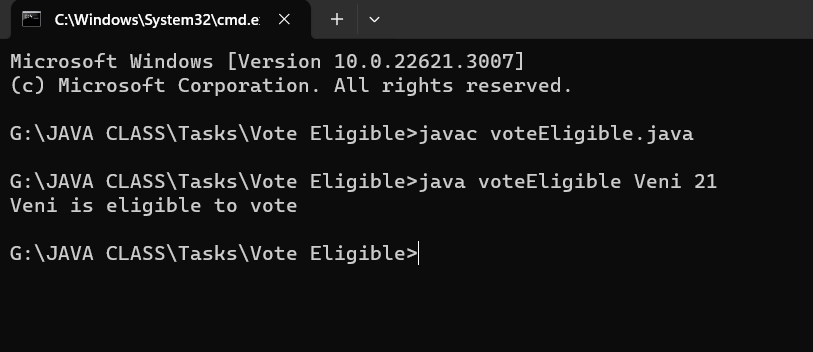 C:\Windows\System32\cmd.e
Microsoft Windows [Version 10.0.22621.3007]
(c) Microsoft Corporation. All rights reserved.
G:\JAVA CLASS\Tasks\Vote Eligible>javac voteEligible.java
G:\JAVA CLASS\Tasks\Vote Eligible>java voteEligible Veni 21
Veni is eligible to vote
G:\JAVA CLASS\Tasks\Vote Eligible>